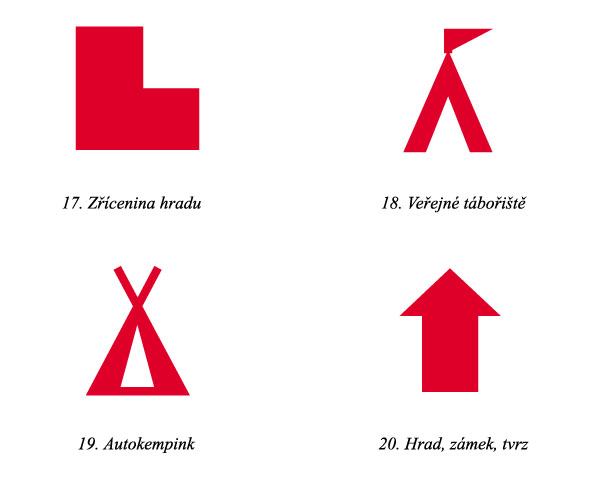 17. Zřícenina hradu
18. Veřejné tábořiště
19. Autokempink
20. Hrad, zámek, tvrz